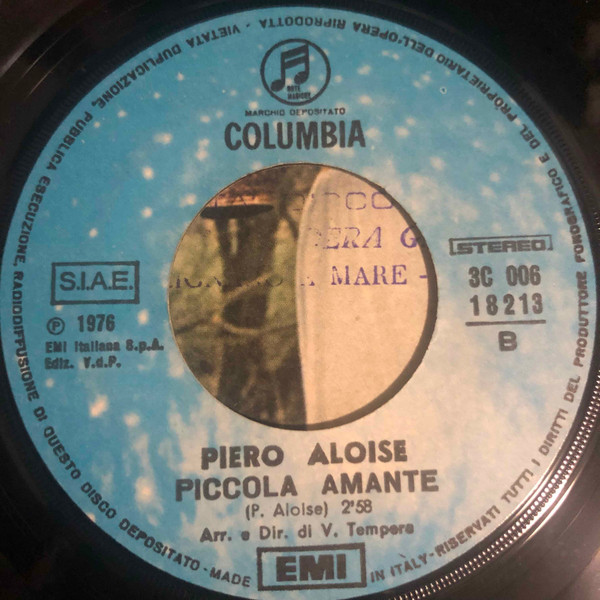 DEL PROPRIETARIO DELL'OPERA RIPRODOTTA - VIETATA DUPLICAZIONE, PUBBLICA ESECUZIONE, RADIODIFFUSIONE DI QUESTO DISCO
E DEL PRODUTTORE FONOGRAFICO
RISERVATI TUTTI I DIRITTI
MARCHIO DEPOSITATO
COLUMBIA
S.I.A.E.
℗ 1976
EMI Italiana S.p.A.
Ediz. V.d.P.
STEREO
3C 006
18213
B
MARE -
PIERO ALOISE
PICCOLA AMANTE
(P. Aloise) 2'58
Arr. e Dir. di V. Tempera
DEPOSITATO - MADE
EMI
IN ITALY